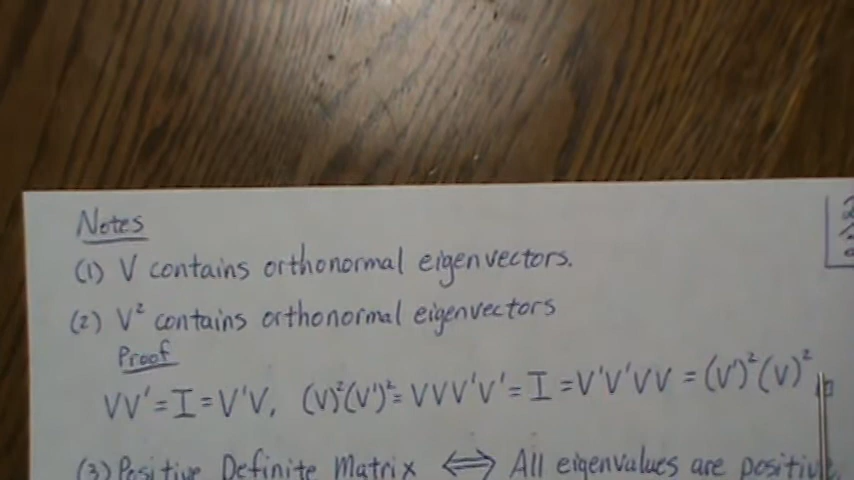 Notes
(1) V contains orthonormal eigenvectors.
(2) V² contains orthonormal eigenvectors
Proof
VV' = I = V'V, (V)²(V')² = VVV'V' = I = V'V'VV = (V')²(V)²
(3) Positive Definite Matrix ⟺ All eigenvalues are positive